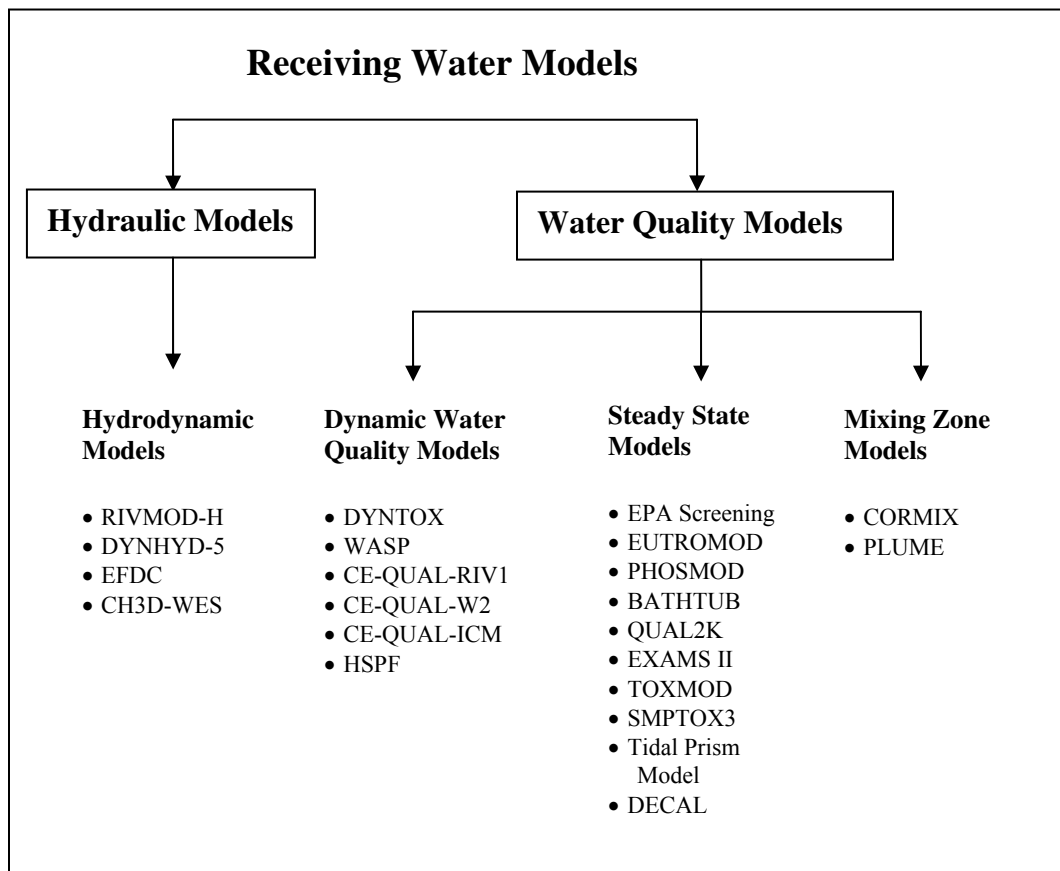 Receiving Water Models
Hydraulic Models
Water Quality Models
Hydrodynamic
Models
• RIVMOD-H
• DYNHYD-5
• EFDC
• CH3D-WES
Dynamic Water
Quality Models
• DYNTOX
• WASP
• CE-QUAL-RIV1
• CE-QUAL-W2
• CE-QUAL-ICM
• HSPF
Steady State
Models
• EPA Screening
• EUTROMOD
• PHOSMOD
• BATHTUB
• QUAL2K
• EXAMS II
• TOXMOD
• SMPTOX3
• Tidal Prism
Model
• DECAL
Mixing Zone
Models
• CORMIX
• PLUME